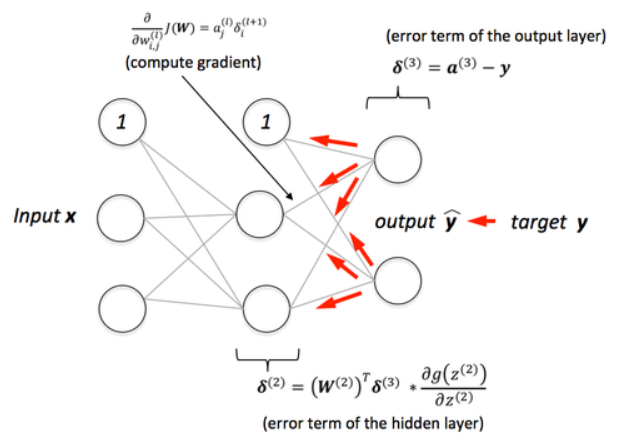 ∂/∂w_{i,j}^{(l)} J(W) = a_j^{(l)} δ_i^{(l+1)}
(compute gradient)
(error term of the output layer)
δ^{(3)} = a^{(3)} − y
1
1
Input x
output ŷ
target y
δ^{(2)} = (W^{(2)})^T δ^{(3)} * ∂g(z^{(2)})/∂z^{(2)}
(error term of the hidden layer)